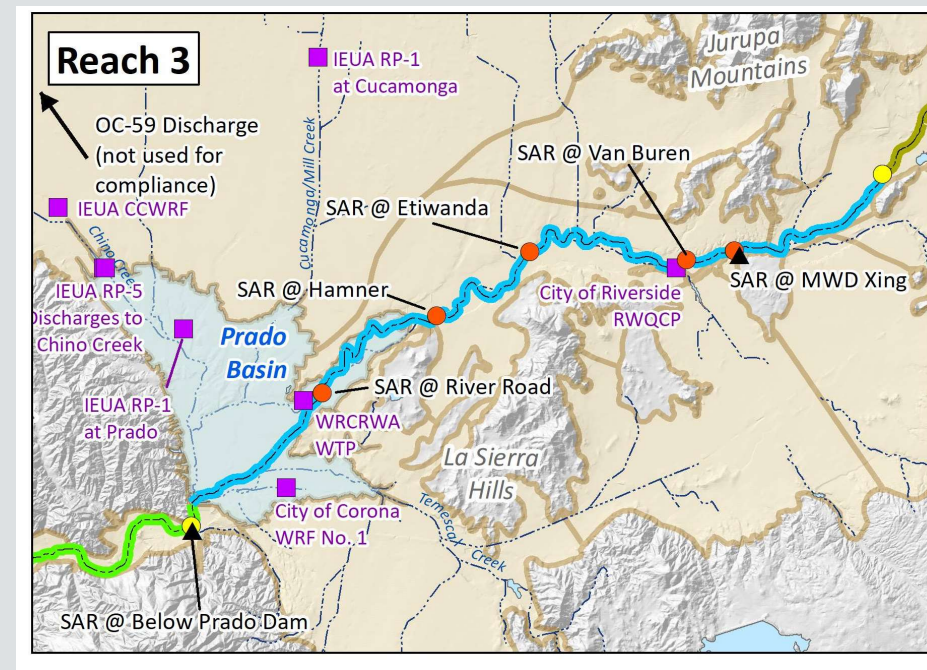 Reach 3
OC-59 Discharge
(not used for
compliance)
IEUA RP-1
at Cucamonga
Jurupa
Mountains
Cucamonga/Mill Creek
SAR @ Van Buren
IEUA CCWRF
SAR @ Etiwanda
Chino Creek
IEUA RP-5
Discharges to
Chino Creek
SAR @ Hamner
City of Riverside
RWQCP
SAR @ MWD Xing
Prado
Basin
SAR @ River Road
IEUA RP-1
at Prado
WRCRWA
WTP
La Sierra
Hills
City of Corona
WRF No. 1
Temescal Creek
SAR @ Below Prado Dam